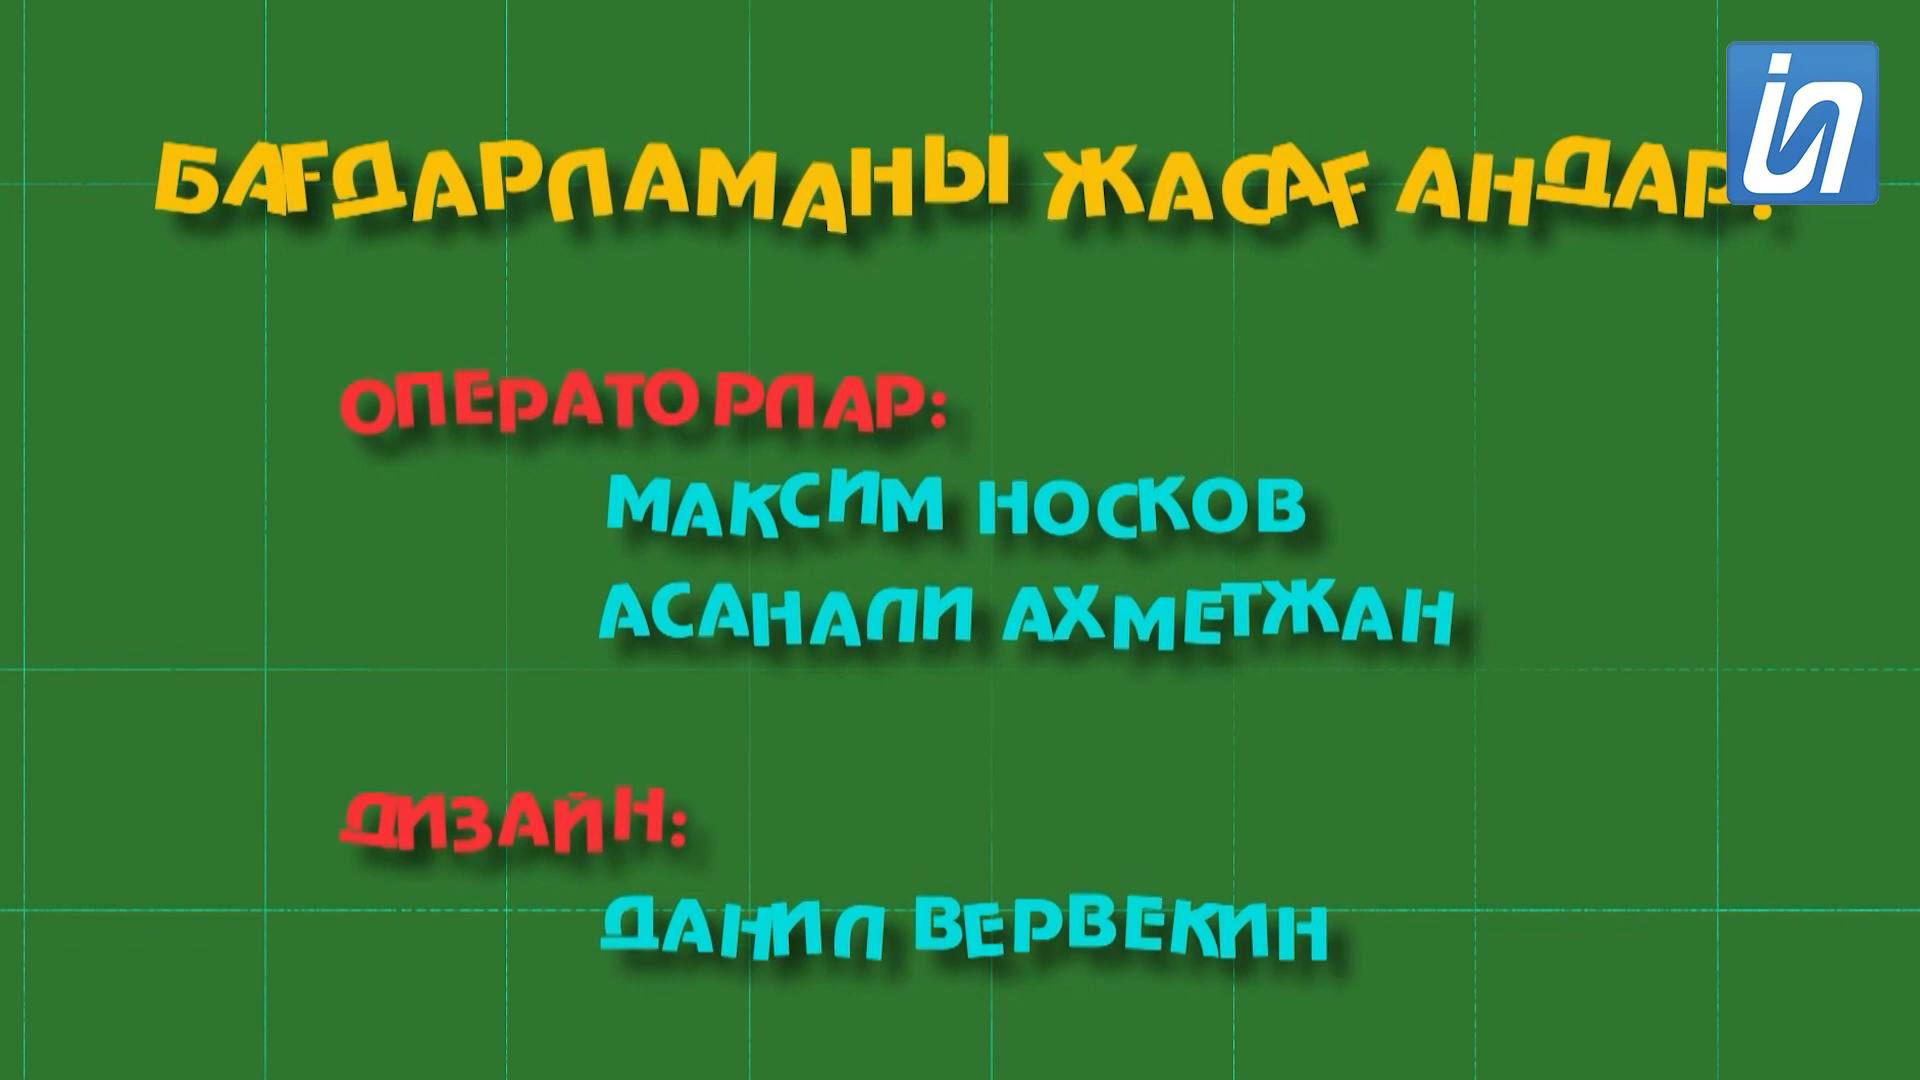 БАҒДАРЛАМАНЫ ЖАСАҒАНДАР:
ОПЕРАТОРЛАР:
МАКСИМ НОСКОВ
АСАНАЛИ АХМЕТЖАН
ДИЗАЙН:
ДАНИЛ ВЕРВЕКИН